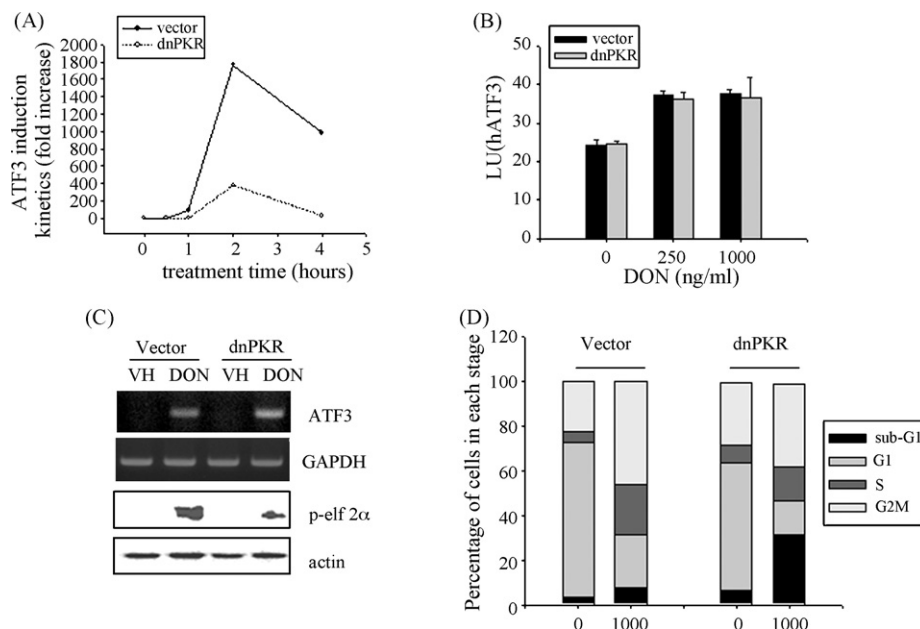 (A)
vector
dnPKR
ATF3 induction
kinetics (fold increase)
2000
1800
1600
1400
1200
1000
800
600
400
200
0
0 1 2 3 4 5
treatment time (hours)
(B)
vector
dnPKR
LU(hATF3)
50
40
30
20
10
0
0 250 1000
DON (ng/ml)
(C)
Vector dnPKR
VH DON VH DON
ATF3
GAPDH
p-elf 2α
actin
(D)
Percentage of cells in each stage
120
100
80
60
40
20
0
Vector dnPKR
0 1000 0 1000
sub-G1
G1
S
G2M